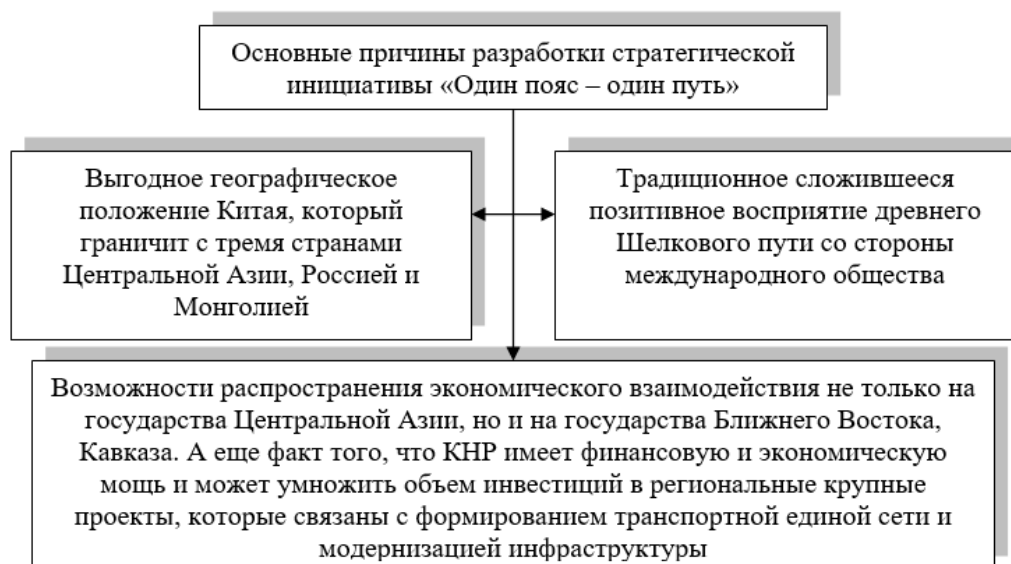 Основные причины разработки стратегической
инициативы «Один пояс – один путь»
Выгодное географическое
положение Китая, который
граничит с тремя странами
Центральной Азии, Россией и
Монголией
Традиционное сложившееся
позитивное восприятие древнего
Шелкового пути со стороны
международного общества
Возможности распространения экономического взаимодействия не только на
государства Центральной Азии, но и на государства Ближнего Востока,
Кавказа. А еще факт того, что КНР имеет финансовую и экономическую
мощь и может умножить объем инвестиций в региональные крупные
проекты, которые связаны с формированием транспортной единой сети и
модернизацией инфраструктуры